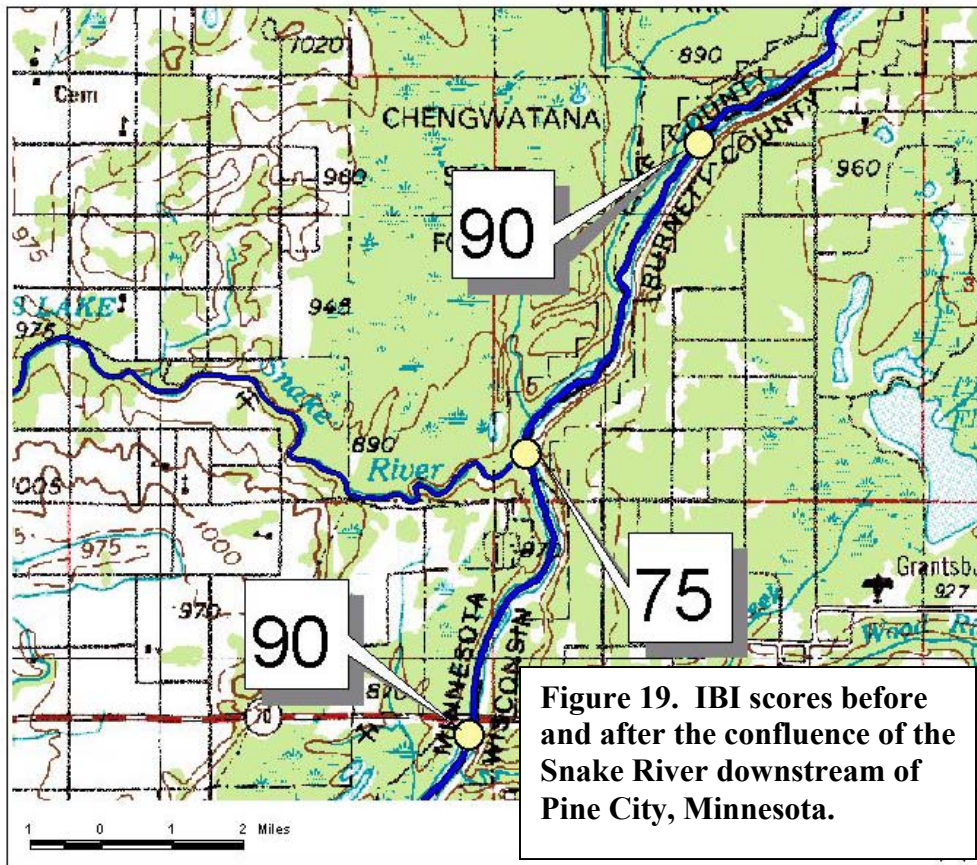 1020
890
Cem
CHENGWATANA
COUNTY
BURNETT COUNTY
980
960
90
975
948
LAKE
975
Snake
890
River
1005
1000
975
75
Grantsb
927
970
MINNESOTA
WISCONSIN
90
870
70
Wood R
Figure 19. IBI scores before
and after the confluence of the
Snake River downstream of
Pine City, Minnesota.
1 0 1 2 Miles